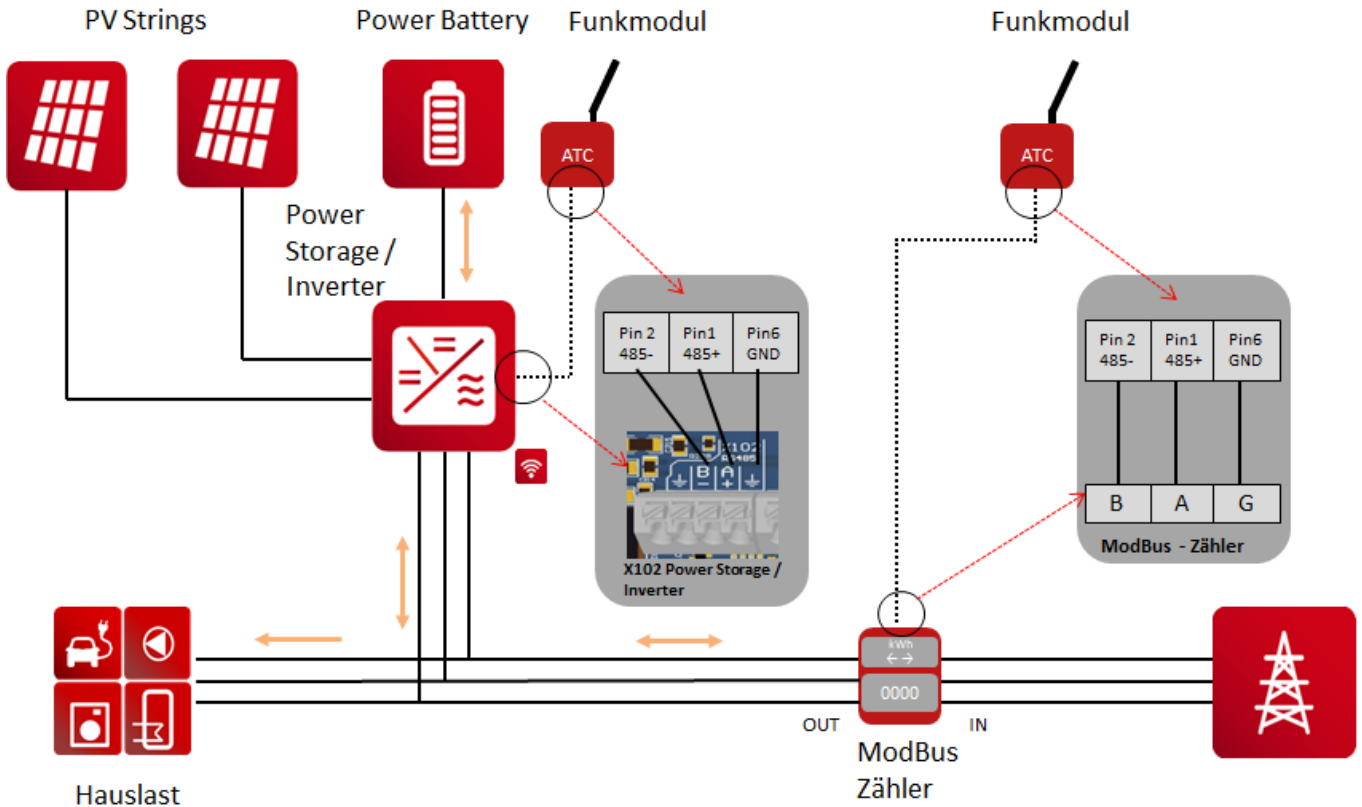 PV Strings
Power Battery
Funkmodul
Funkmodul
ATC
ATC
Power
Storage /
Inverter
Pin 2
485-
Pin1
485+
Pin6
GND
Pin 2
485-
Pin1
485+
Pin6
GND
X102
RS485
B
-
A
+
X102 Power Storage /
Inverter
B
A
G
ModBus - Zähler
kWh
← →
0000
OUT
IN
ModBus
Zähler
Hauslast